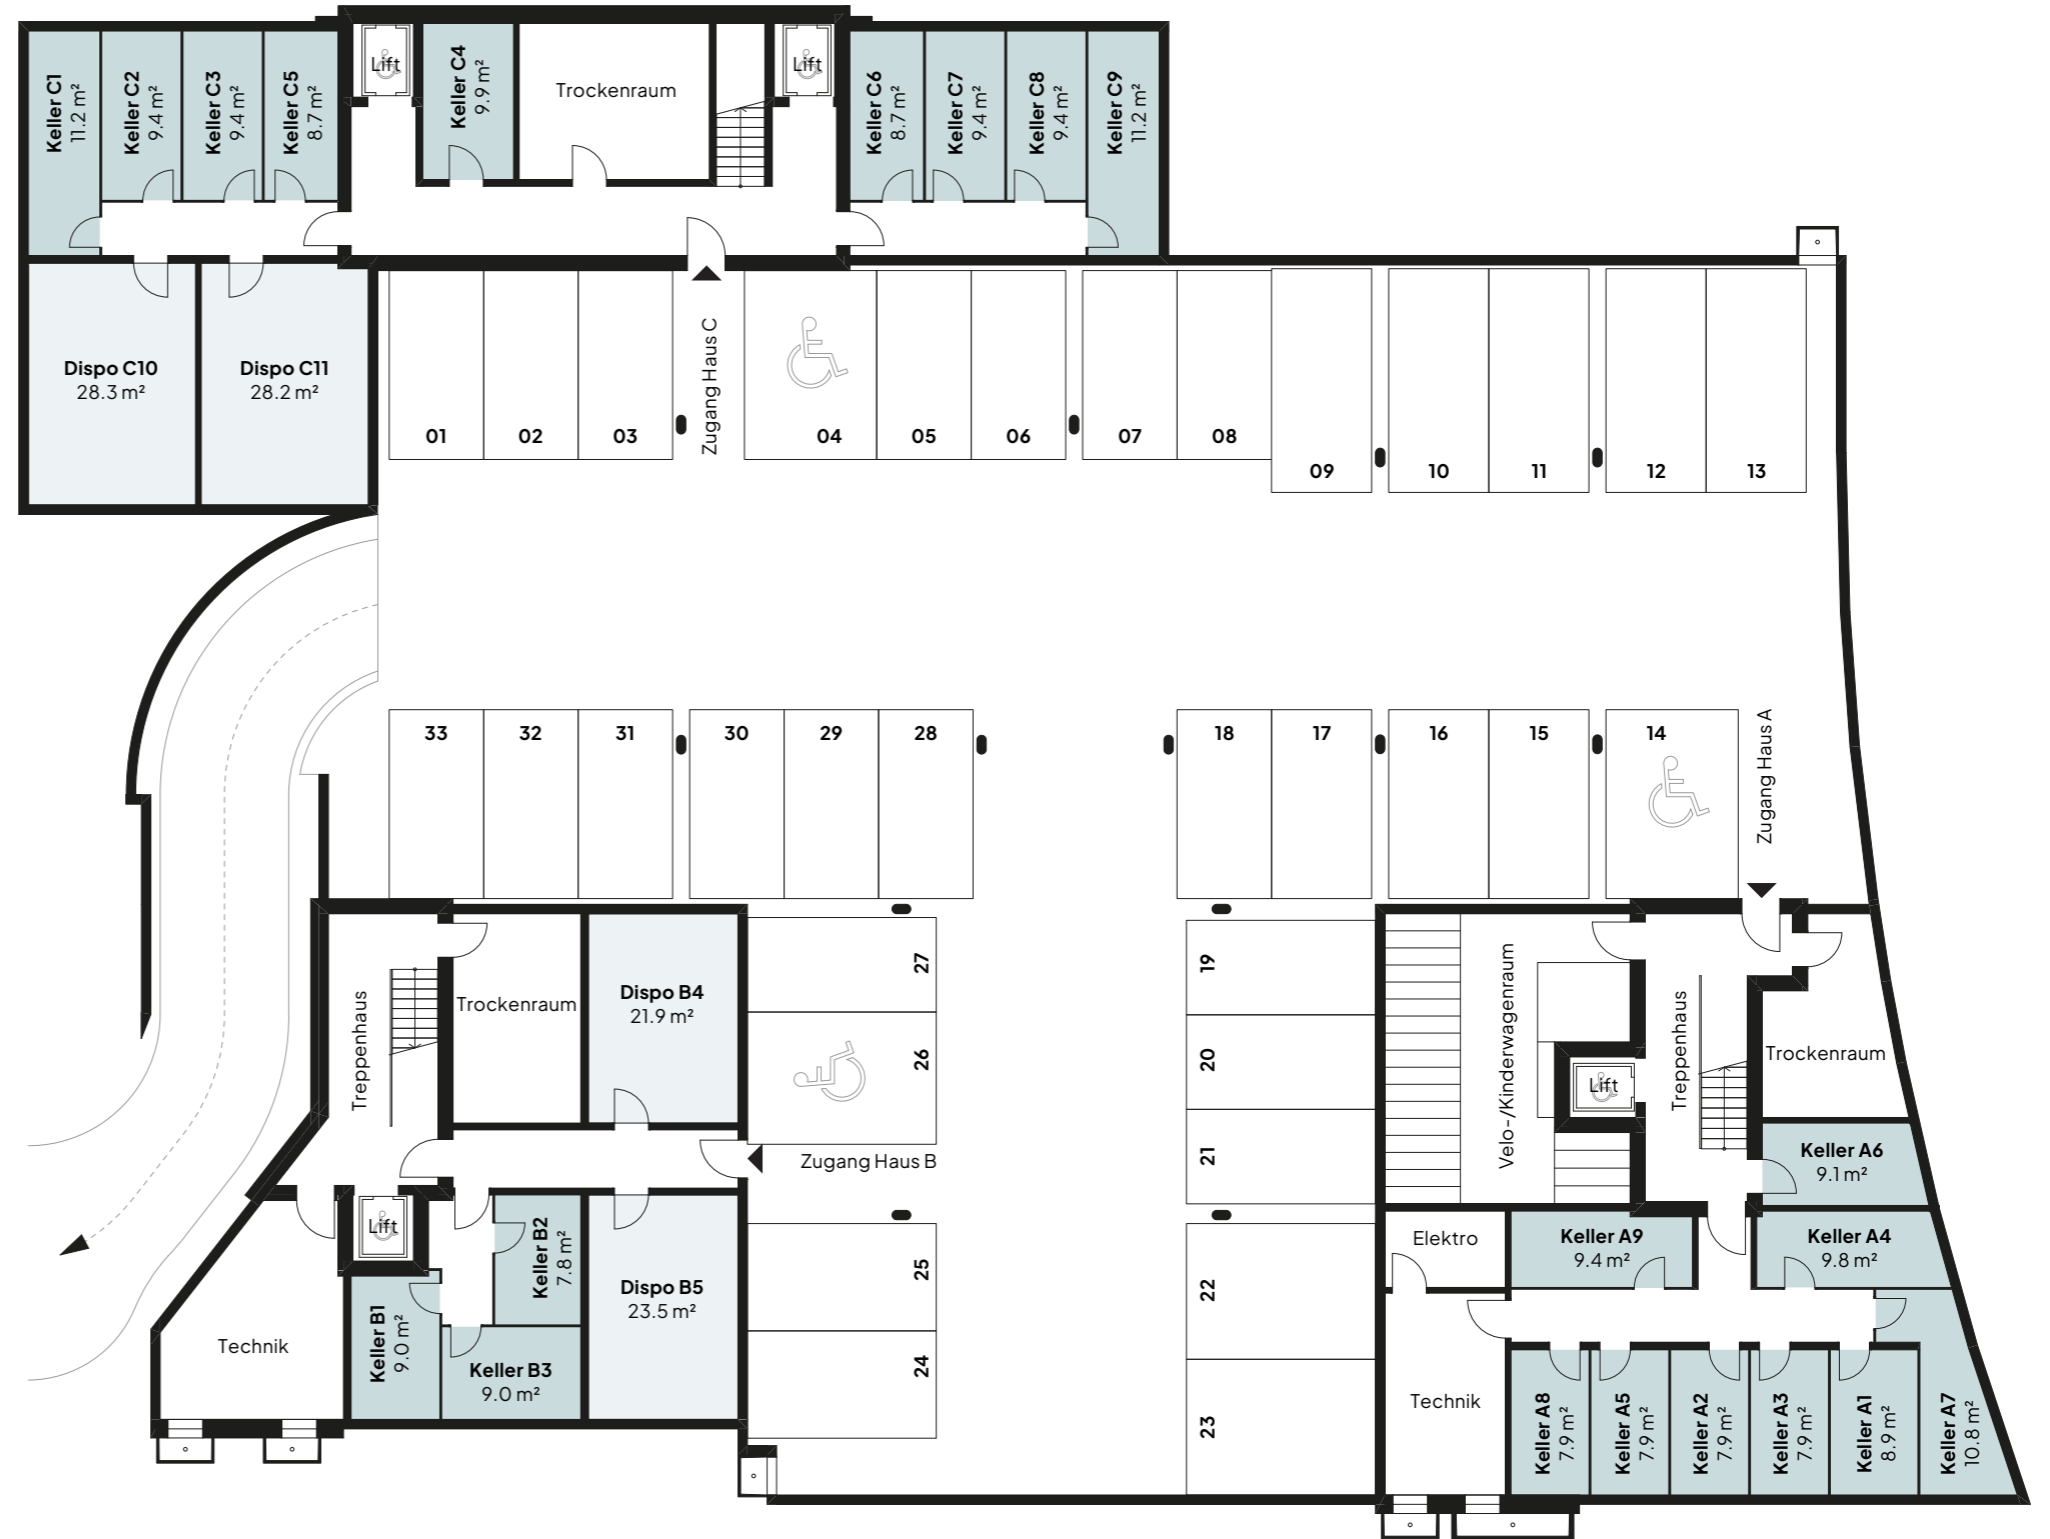 Keller C1
11.2 m²
Keller C2
9.4 m²
Keller C3
9.4 m²
Keller C5
8.7 m²
Lift
Keller C4
9.9 m²
Trockenraum
Lift
Keller C6
8.7 m²
Keller C7
9.4 m²
Keller C8
9.4 m²
Keller C9
11.2 m²
Dispo C10
28.3 m²
Dispo C11
28.2 m²
01
02
03
Zugang Haus C
04
05
06
07
08
09
10
11
12
13
33
32
31
30
29
28
18
17
16
15
14
Zugang Haus A
Treppenhaus
Trockenraum
Dispo B4
21.9 m²
27
26
Zugang Haus B
19
20
21
Velo-/Kinderwagenraum
Lift
Treppenhaus
Trockenraum
Keller A6
9.1 m²
Lift
Technik
Keller B1
9.0 m²
Keller B2
7.8 m²
Keller B3
9.0 m²
Dispo B5
23.5 m²
25
24
22
23
Elektro
Keller A9
9.4 m²
Keller A4
9.8 m²
Technik
Keller A8
7.9 m²
Keller A5
7.9 m²
Keller A2
7.9 m²
Keller A3
7.9 m²
Keller A1
8.9 m²
Keller A7
10.8 m²